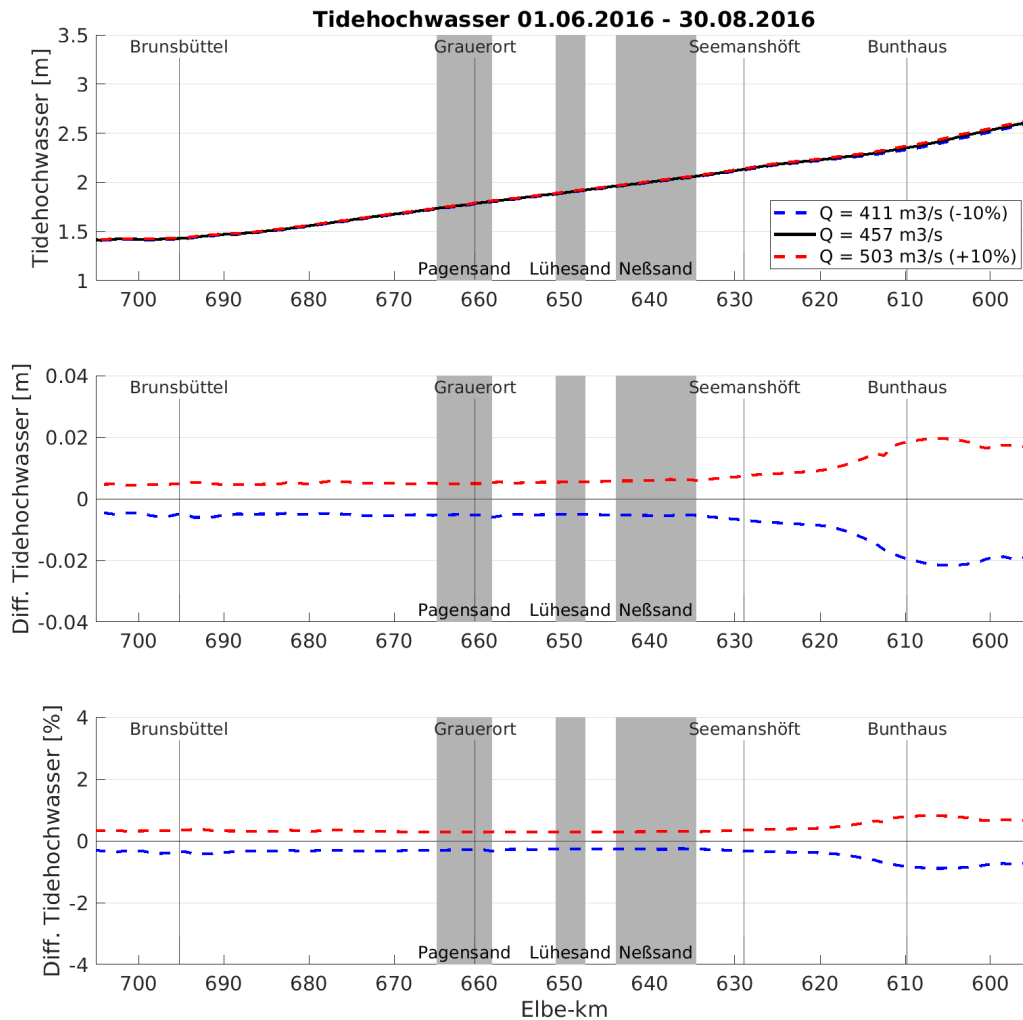 Tidehochwasser 01.06.2016 - 30.08.2016
Tidehochwasser [m]
3.5
3
2.5
2
1.5
1
Brunsbüttel
Grauerort
Seemanshöft
Bunthaus
Q = 411 m3/s (-10%)
Q = 457 m3/s
Q = 503 m3/s (+10%)
Pagensand
Lühesand
Neßsand
700
690
680
670
660
650
640
630
620
610
600
Diff. Tidehochwasser [m]
0.04
0.02
0
-0.02
-0.04
Brunsbüttel
Grauerort
Seemanshöft
Bunthaus
Pagensand
Lühesand
Neßsand
700
690
680
670
660
650
640
630
620
610
600
Diff. Tidehochwasser [%]
4
2
0
-2
-4
Brunsbüttel
Grauerort
Seemanshöft
Bunthaus
Pagensand
Lühesand
Neßsand
700
690
680
670
660
650
640
630
620
610
600
Elbe-km